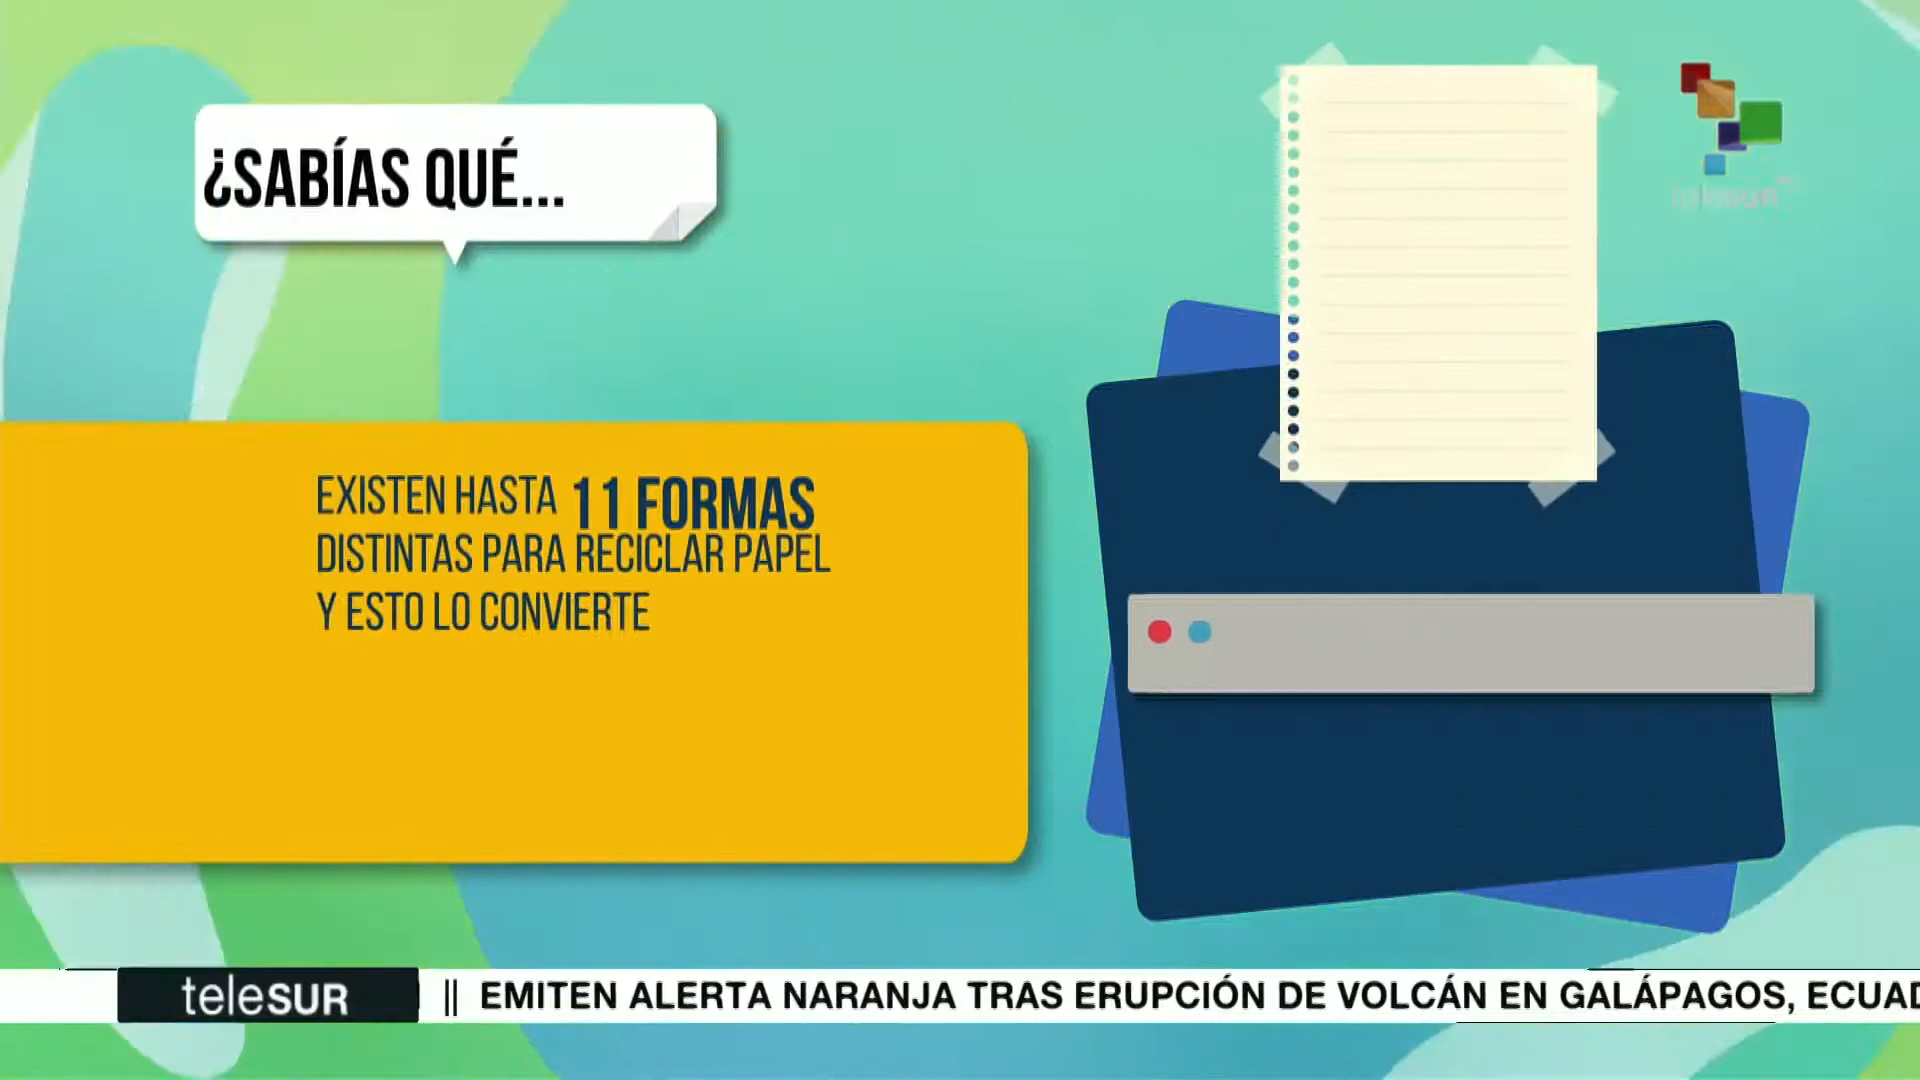 ¿SABÍAS QUÉ...
teleSUR
EXISTEN HASTA 11 FORMAS
DISTINTAS PARA RECICLAR PAPEL
Y ESTO LO CONVIERTE
teleSUR || EMITEN ALERTA NARANJA TRAS ERUPCIÓN DE VOLCÁN EN GALÁPAGOS, ECUAD